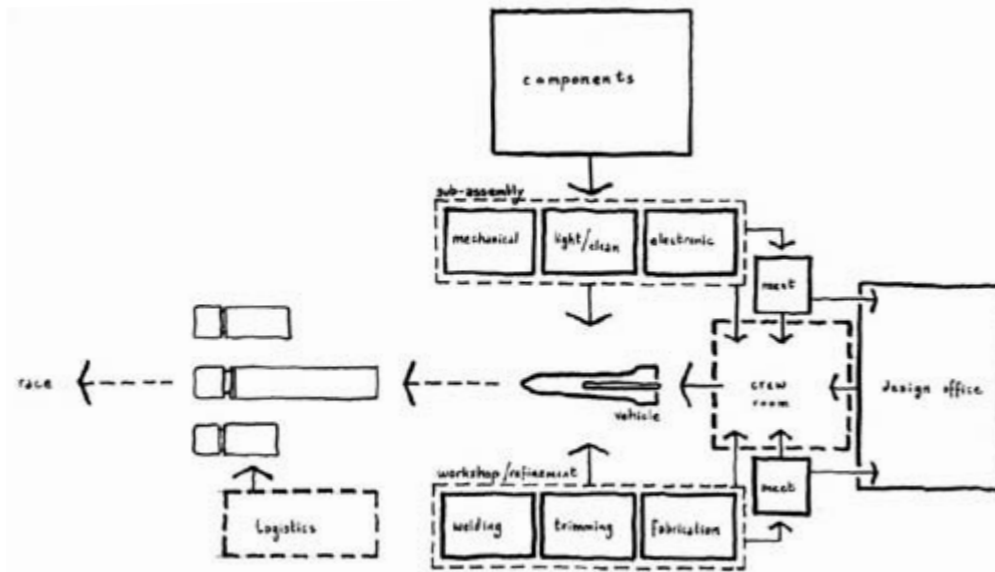 components
sub-assembly
mechanical
light/clean
electronic
meet
race
vehicle
crew
room
design office
workshop/refinement
meet
logistics
welding
trimming
fabrication